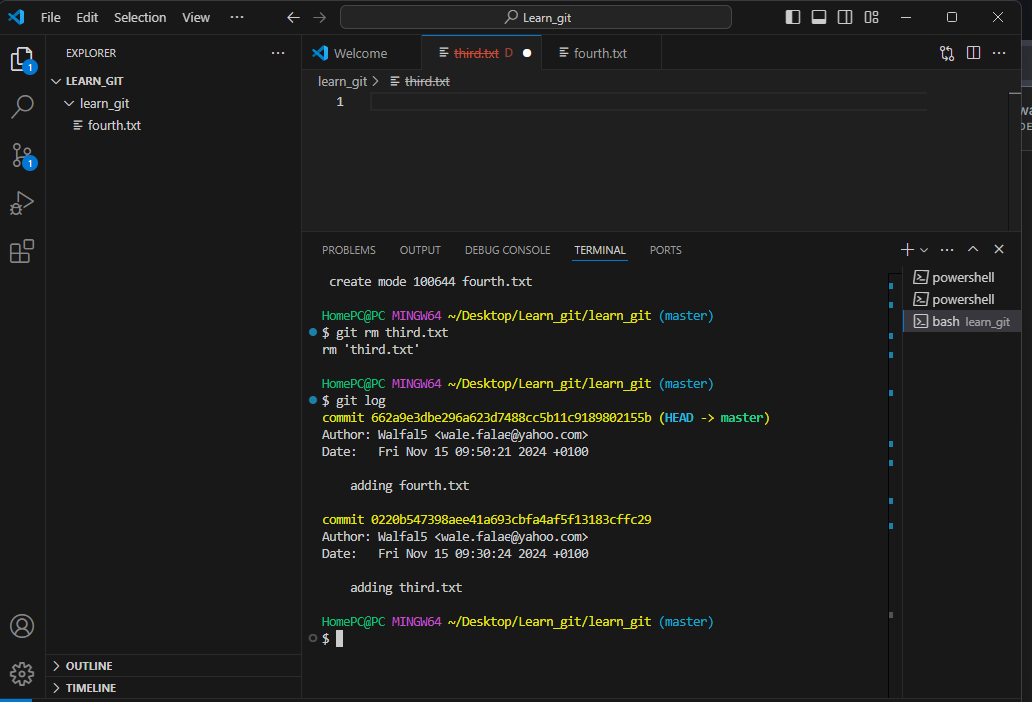 File Edit Selection View ··· Learn_git
EXPLORER ···
LEARN_GIT
learn_git
fourth.txt
OUTLINE
TIMELINE
1
1
Welcome third.txt D fourth.txt ···
learn_git > third.txt
1
PROBLEMS OUTPUT DEBUG CONSOLE TERMINAL PORTS ···
create mode 100644 fourth.txt
HomePC@PC MINGW64 ~/Desktop/Learn_git/learn_git (master)
$ git rm third.txt
rm 'third.txt'
HomePC@PC MINGW64 ~/Desktop/Learn_git/learn_git (master)
$ git log
commit 662a9e3dbe296a623d7488cc5b11c9189802155b (HEAD -> master)
Author: Walfal5 <wale.falae@yahoo.com>
Date:   Fri Nov 15 09:50:21 2024 +0100
adding fourth.txt
commit 0220b547398aee41a693cbfa4af5f13183cffc29
Author: Walfal5 <wale.falae@yahoo.com>
Date:   Fri Nov 15 09:30:24 2024 +0100
adding third.txt
HomePC@PC MINGW64 ~/Desktop/Learn_git/learn_git (master)
$
powershell
powershell
bash learn_git